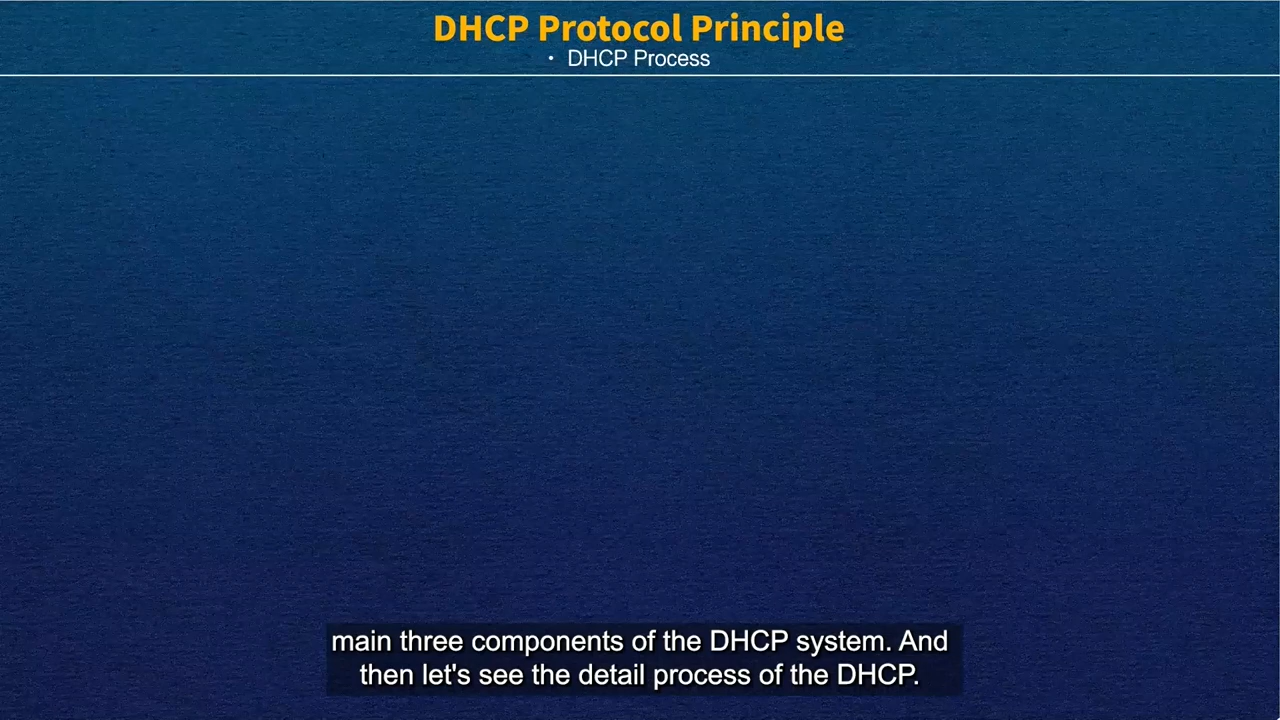 DHCP Protocol Principle
• DHCP Process
main three components of the DHCP system. And
then let's see the detail process of the DHCP.